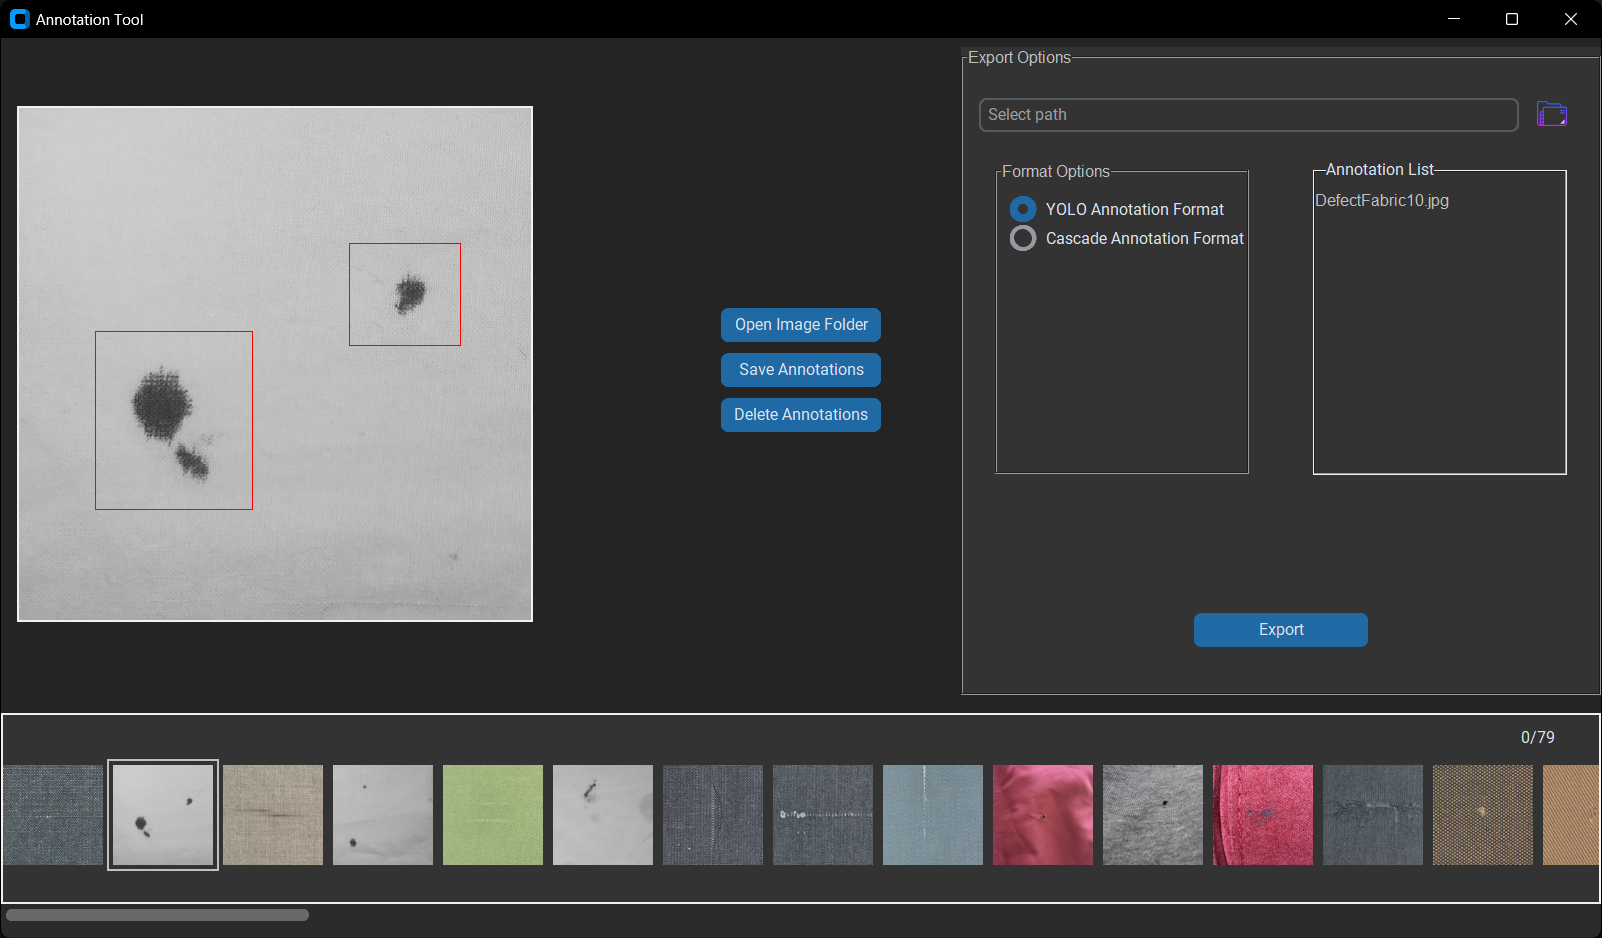 Annotation Tool
Export Options
Select path
Format Options
YOLO Annotation Format
Cascade Annotation Format
Annotation List
DefectFabric10.jpg
Open Image Folder
Save Annotations
Delete Annotations
Export
0/79